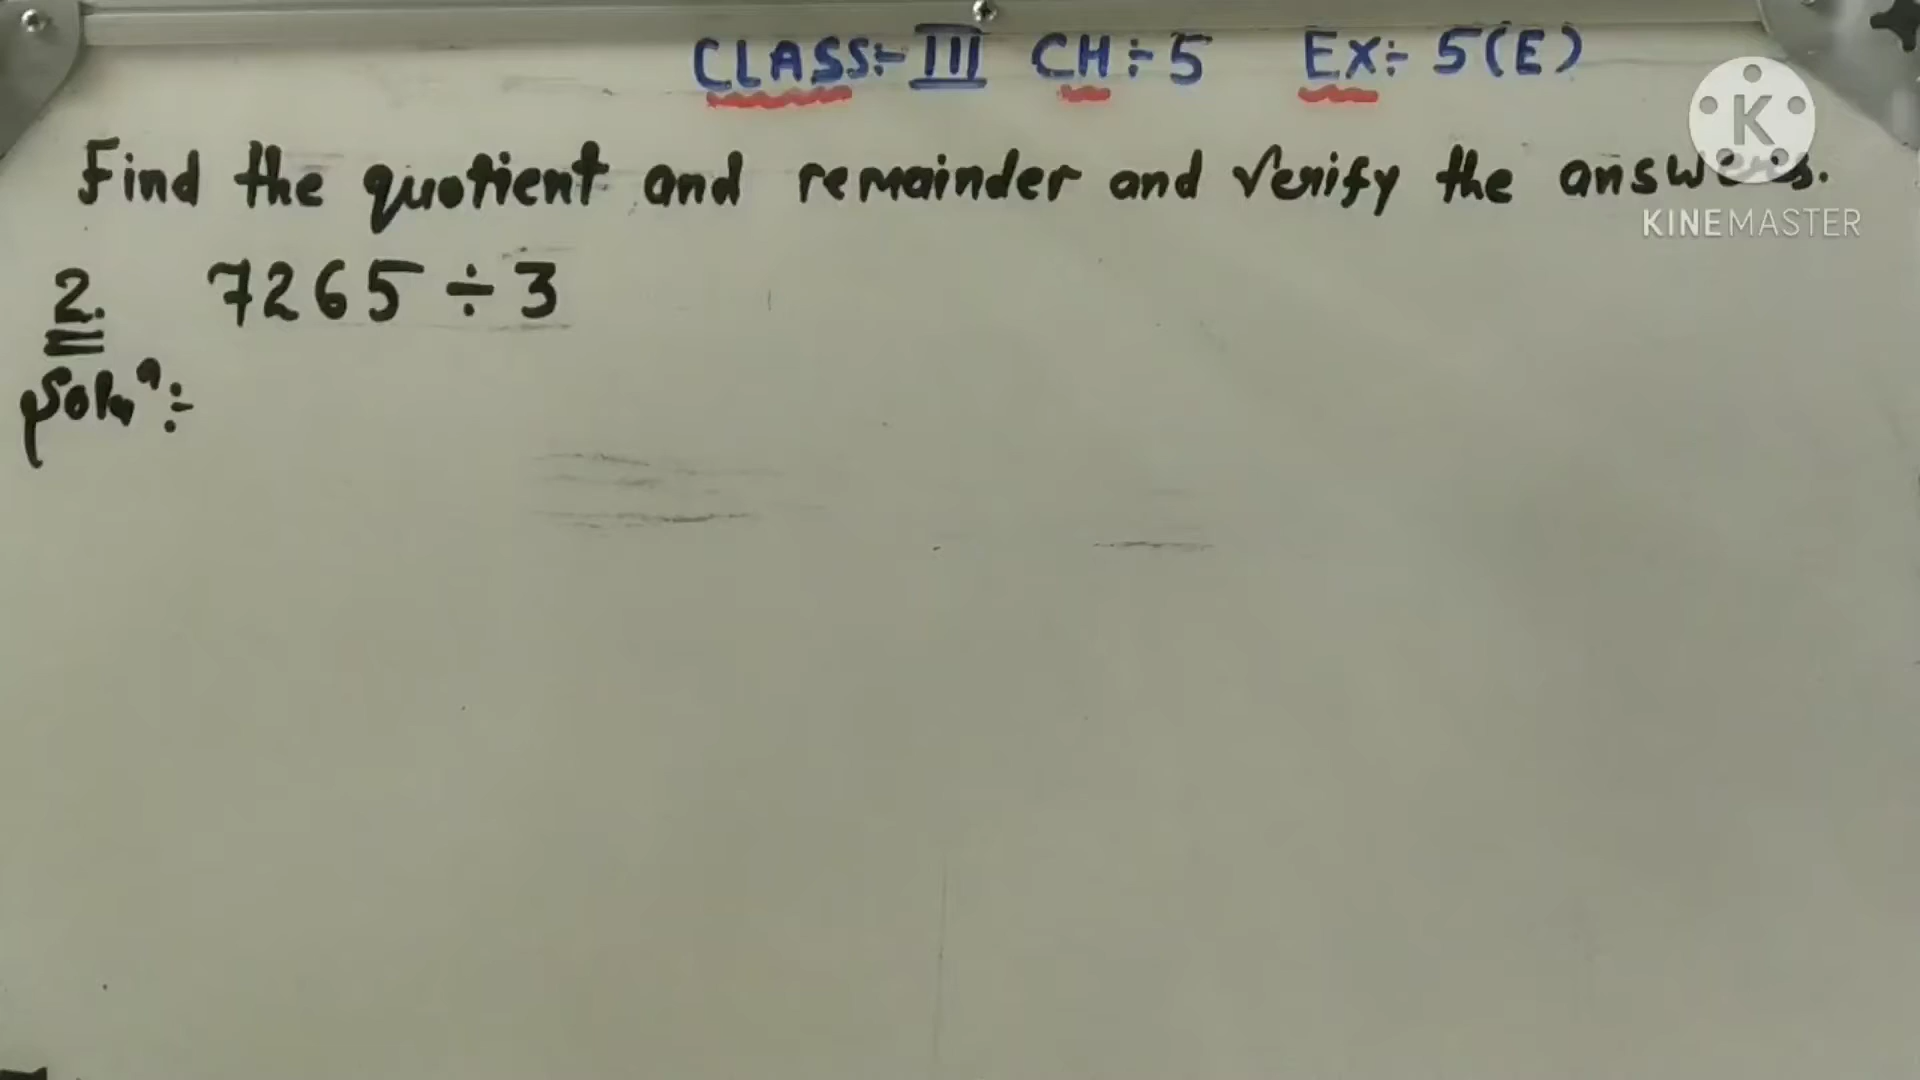 CLASS:- III CH:- 5 EX:- 5(E)
K
KINEMASTER
Find the quotient and remainder and verify the answers.
2. 7265 ÷ 3
Solnⁿ:-